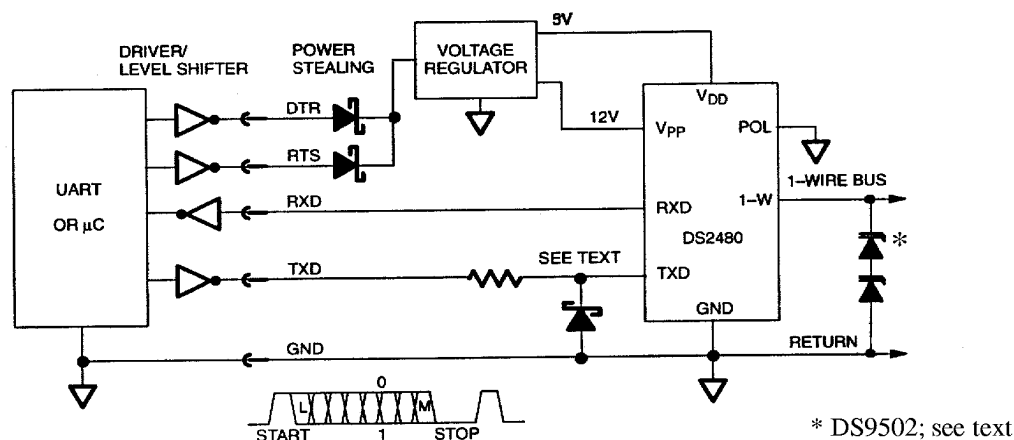 5V
DRIVER/
LEVEL SHIFTER
POWER
STEALING
VOLTAGE
REGULATOR
DTR
12V
VDD
VPP
POL
RTS
UART
OR µC
1–WIRE BUS
RXD
RXD
1–W
DS2480
SEE TEXT
TXD
TXD
*
GND
GND
RETURN
0
L
M
START
1
STOP
* DS9502; see text